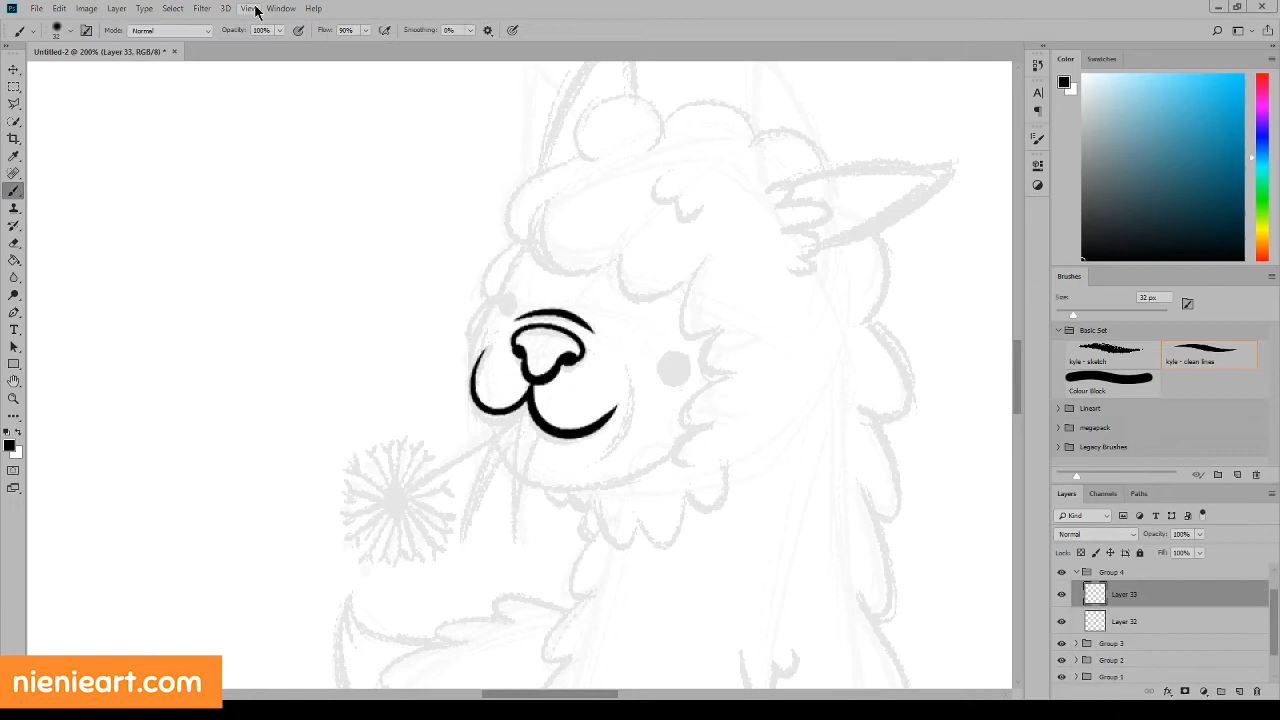 File Edit Image Layer Type Select Filter 3D View Window Help
32 Mode: Normal Opacity: 100% Flow: 90% Smoothing: 0%
Untitled-2 @ 200% (Layer 33, RGB/8) * ×
Color Swatches
Brushes
Size: 32 px
Basic Set
kyle - sketch kyle - clean lines
Colour Block
Lineart
megapack
Legacy Brushes
Layers Channels Paths
Kind
Normal Opacity: 100%
Lock: Fill: 100%
Group 4
Layer 33
Layer 32
Group 3
Group 2
Group 1
nienieart.com